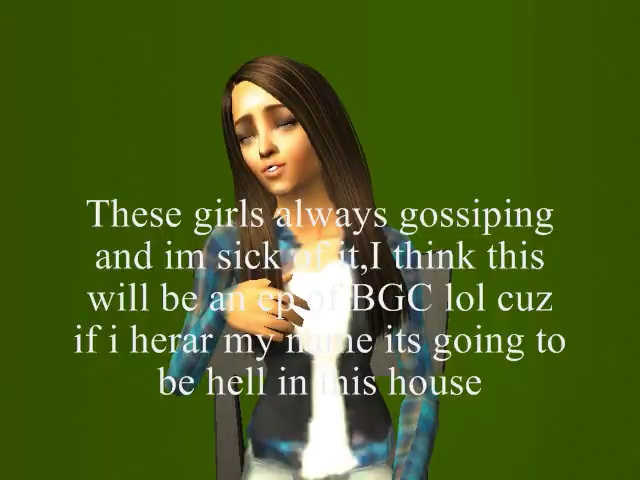 These girls always gossiping
and im sick of it,I think this
will be an ep of BGC lol cuz
if i herar my name its going to
be hell in this house